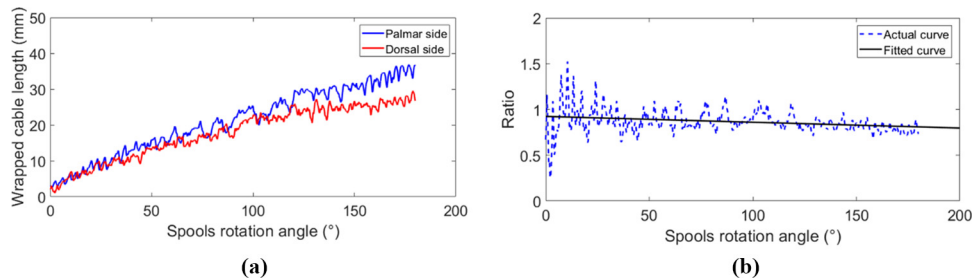 50
40
30
20
10
0
Wrapped cable length (mm)
Palmar side
Dorsal side
0 50 100 150 200
Spools rotation angle (°)
(a)
2
1.5
1
0.5
0
Ratio
Actual curve
Fitted curve
0 50 100 150 200
Spools rotation angle (°)
(b)